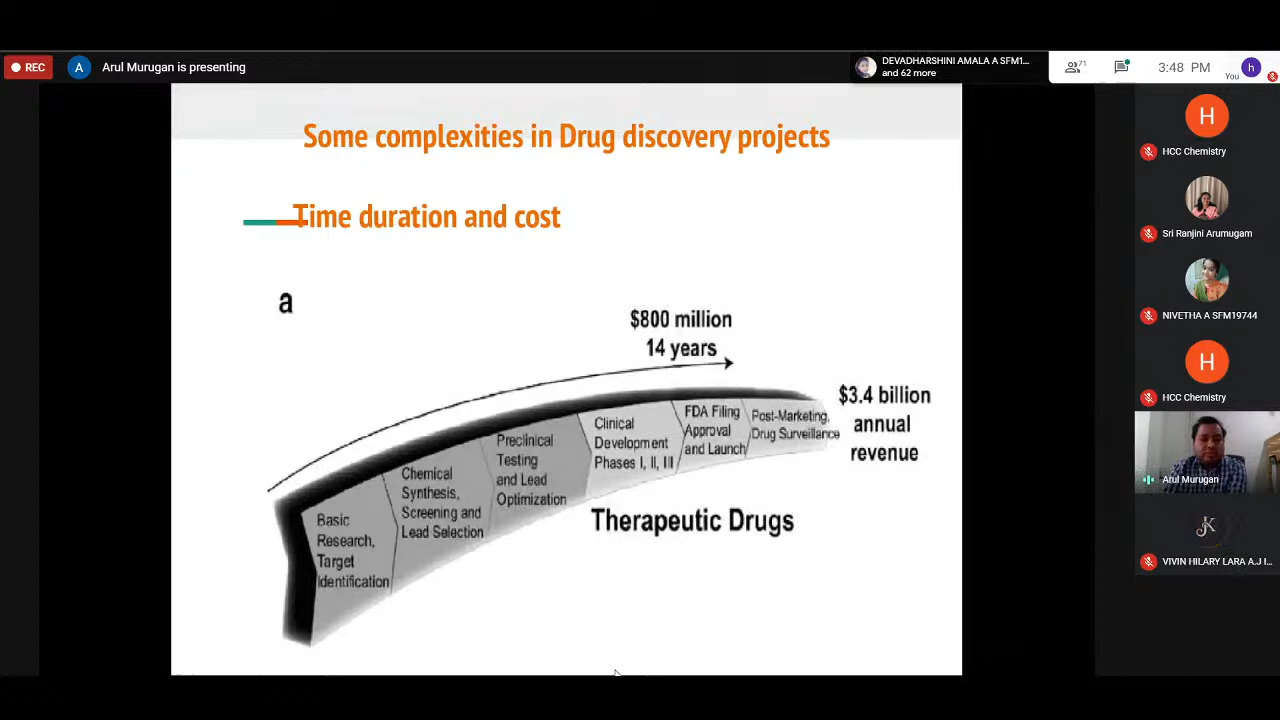 REC
A
Arul Murugan is presenting
DEVADHARSHINI AMALA A SFM1...
and 62 more
71
3:48 PM
You
h
Some complexities in Drug discovery projects
Time duration and cost
a
$800 million
14 years
$3.4 billion
annual
revenue
Basic
Research,
Target
Identification
Chemical
Synthesis,
Screening and
Lead Selection
Preclinical
Testing
and Lead
Optimization
Clinical
Development
Phases I, II, III
FDA Filing
Approval
and Launch
Post-Marketing,
Drug Surveillance
Therapeutic Drugs
H
HCC Chemistry
Sri Ranjini Arumugam
NIVETHA A SFM19744
H
HCC Chemistry
Arul Murugan
JK
VIVIN HILARY LARA A.J I...